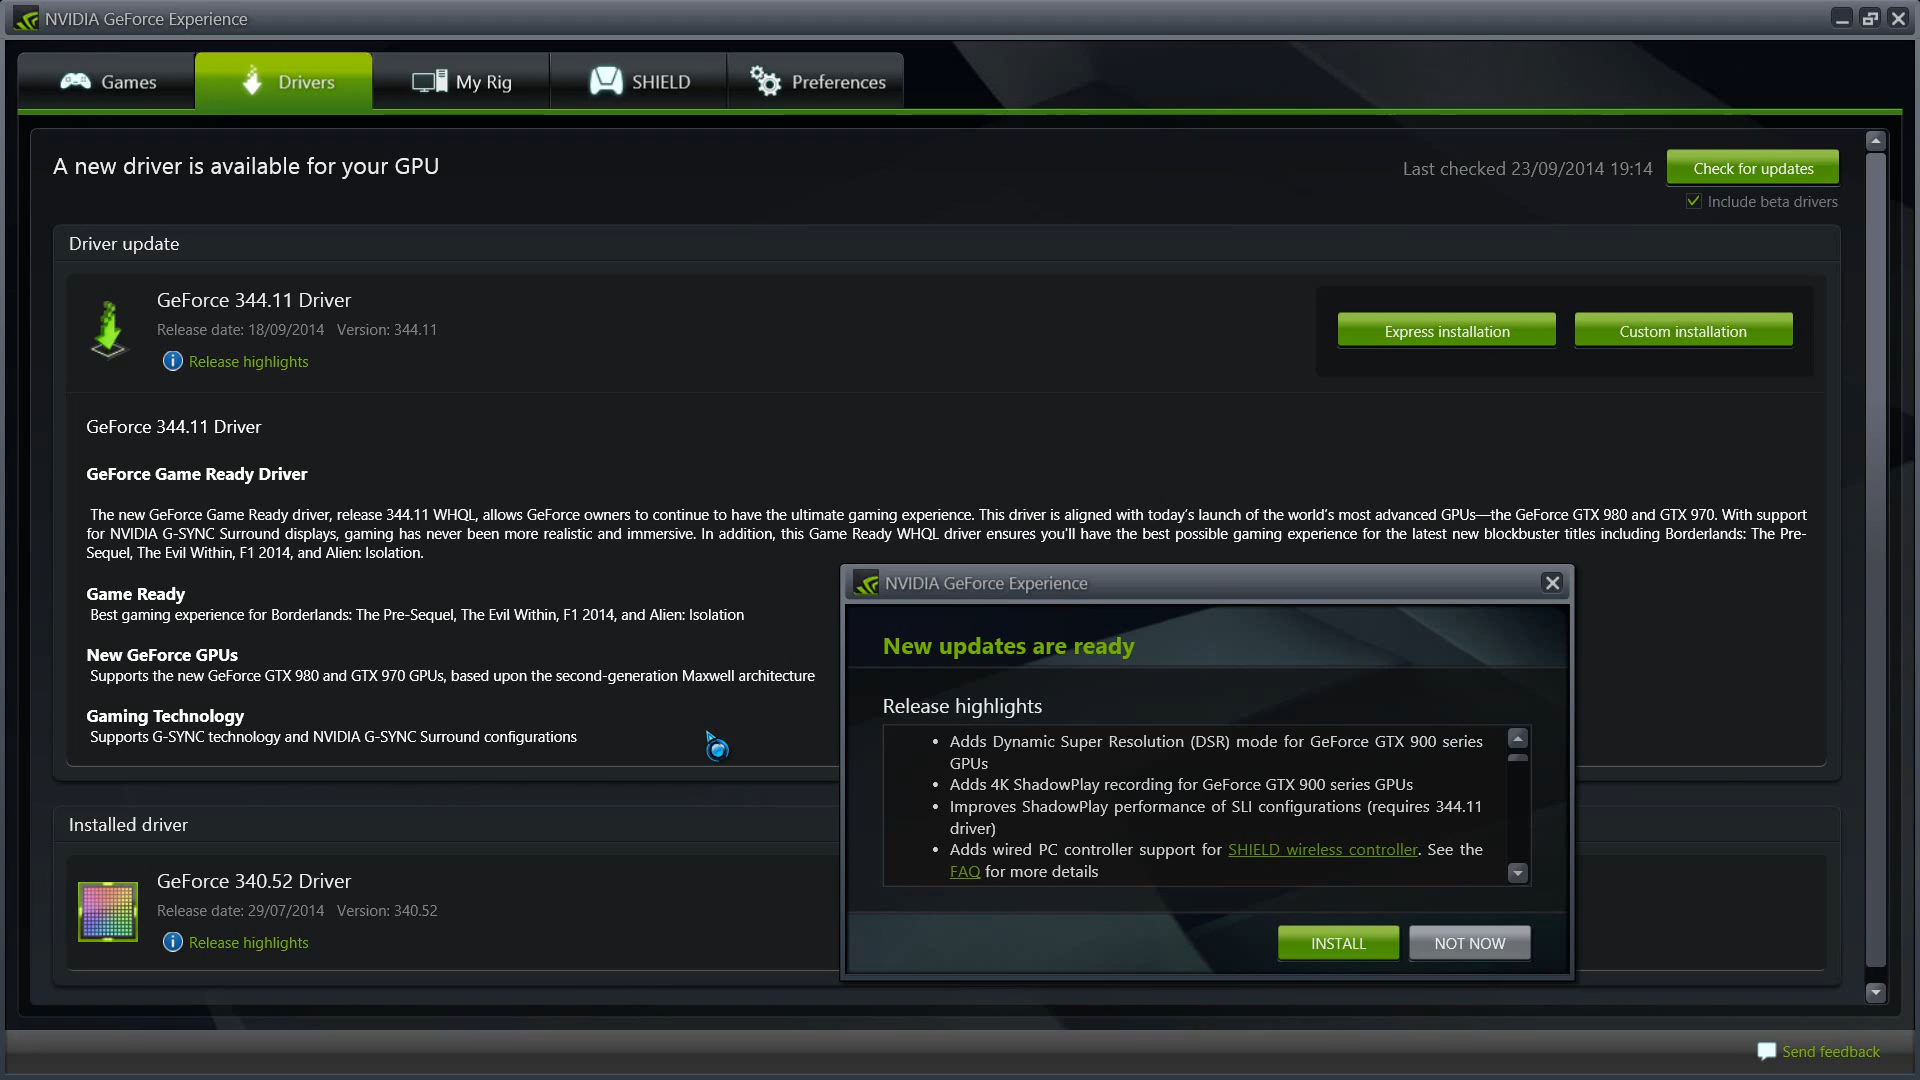 NVIDIA GeForce Experience
Games
Drivers
My Rig
SHIELD
Preferences
A new driver is available for your GPU
Last checked 23/09/2014 19:14
Check for updates
Include beta drivers
Driver update
GeForce 344.11 Driver
Release date: 18/09/2014 Version: 344.11
Release highlights
Express installation
Custom installation
GeForce 344.11 Driver
GeForce Game Ready Driver
The new GeForce Game Ready driver, release 344.11 WHQL, allows GeForce owners to continue to have the ultimate gaming experience. This driver is aligned with today's launch of the world's most advanced GPUs—the GeForce GTX 980 and GTX 970. With support
for NVIDIA G-SYNC Surround displays, gaming has never been more realistic and immersive. In addition, this Game Ready WHQL driver ensures you'll have the best possible gaming experience for the latest new blockbuster titles including Borderlands: The Pre-
Sequel, The Evil Within, F1 2014, and Alien: Isolation.
Game Ready
Best gaming experience for Borderlands: The Pre-Sequel, The Evil Within, F1 2014, and Alien: Isolation
New GeForce GPUs
Supports the new GeForce GTX 980 and GTX 970 GPUs, based upon the second-generation Maxwell architecture
Gaming Technology
Supports G-SYNC technology and NVIDIA G-SYNC Surround configurations
Installed driver
GeForce 340.52 Driver
Release date: 29/07/2014 Version: 340.52
Release highlights
NVIDIA GeForce Experience
New updates are ready
Release highlights
• Adds Dynamic Super Resolution (DSR) mode for GeForce GTX 900 series
GPUs
• Adds 4K ShadowPlay recording for GeForce GTX 900 series GPUs
• Improves ShadowPlay performance of SLI configurations (requires 344.11
driver)
• Adds wired PC controller support for SHIELD wireless controller. See the
FAQ for more details
INSTALL
NOT NOW
Send feedback